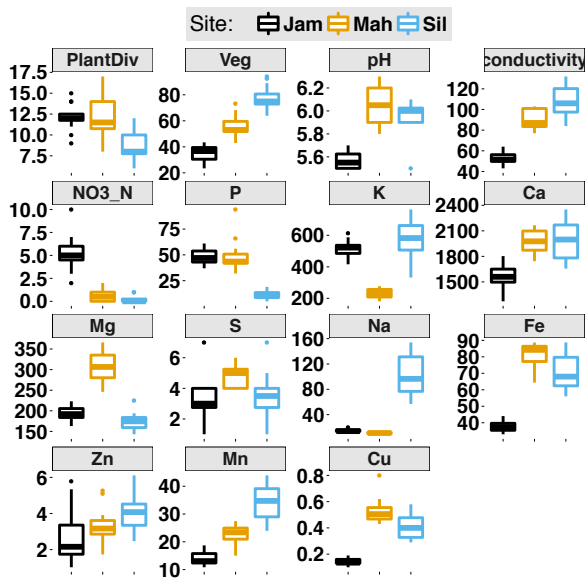 Site: Jam Mah Sil
PlantDiv Veg pH conductivity
17.5 15.0 12.5 10.0 7.5
80 60 40 20
6.3 6.0 5.8 5.6
120 100 80 60 40
NO3_N P K Ca
10.0 7.5 5.0 2.5 0.0
75 50 25
600 400 200
2400 2100 1800 1500 1200
Mg S Na Fe
350 300 250 200 150
6 4 2
160 120 80 40
90 80 70 60 50 40
Zn Mn Cu
6 4 2
40 30 20 10
0.8 0.6 0.4 0.2